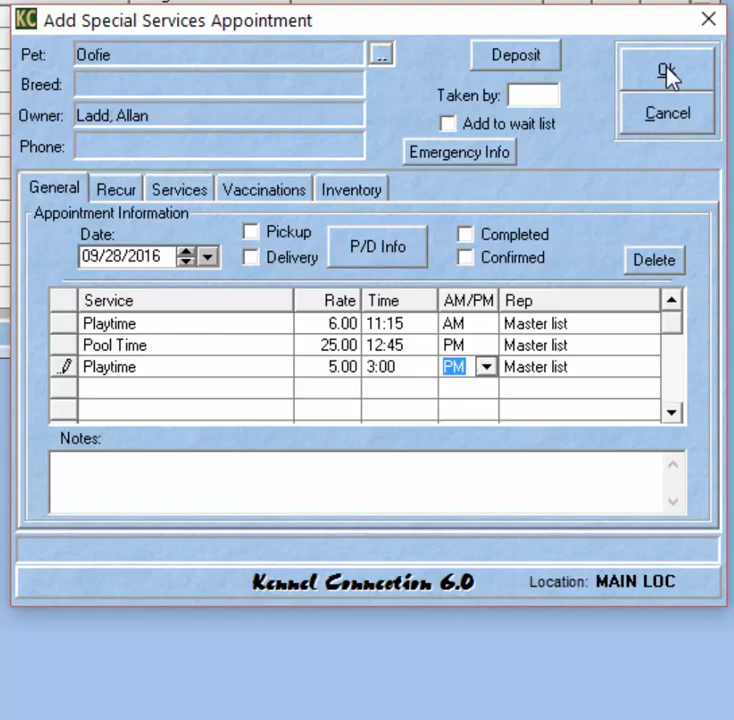 KC Add Special Services Appointment
Pet: Oofie ..
Deposit
Ok
Breed:
Taken by:
Owner: Ladd, Allan
Cancel
Add to wait list
Phone:
Emergency Info
General Recur Services Vaccinations Inventory
Appointment Information
Date:
Pickup
P/D Info
Completed
09/28/2016
Delivery
Confirmed
Delete
Service Rate Time AM/PM Rep
Playtime 6.00 11:15 AM Master list
Pool Time 25.00 12:45 PM Master list
Playtime 5.00 3:00 PM Master list
Notes:
Kennel Connection 6.0
Location: MAIN LOC